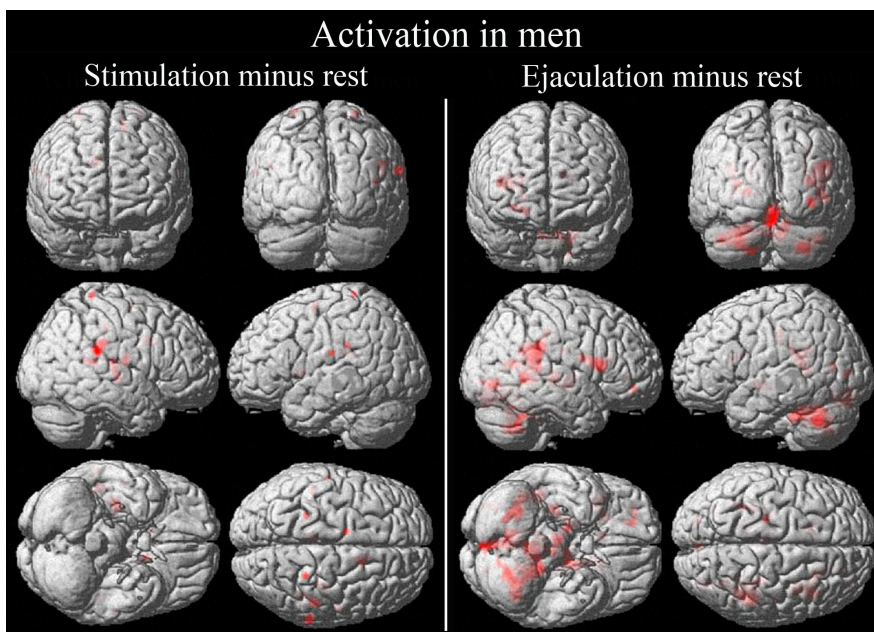 Activation in men
Stimulation minus rest
Ejaculation minus rest